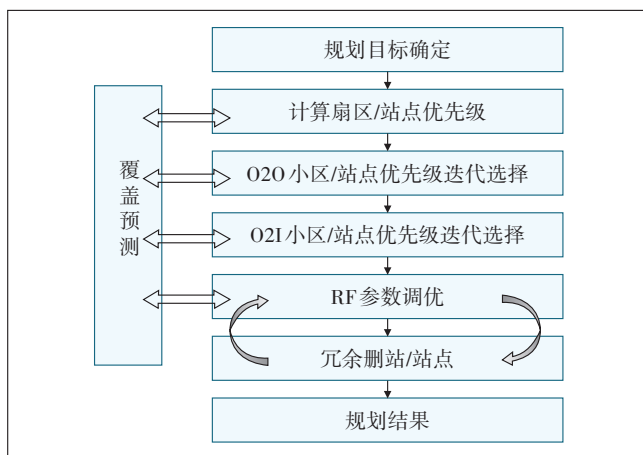 规划目标确定
计算扇区/站点优先级
O2O小区/站点优先级迭代选择
O2I小区/站点优先级迭代选择
RF参数调优
冗余删站/站点
规划结果
覆盖预测